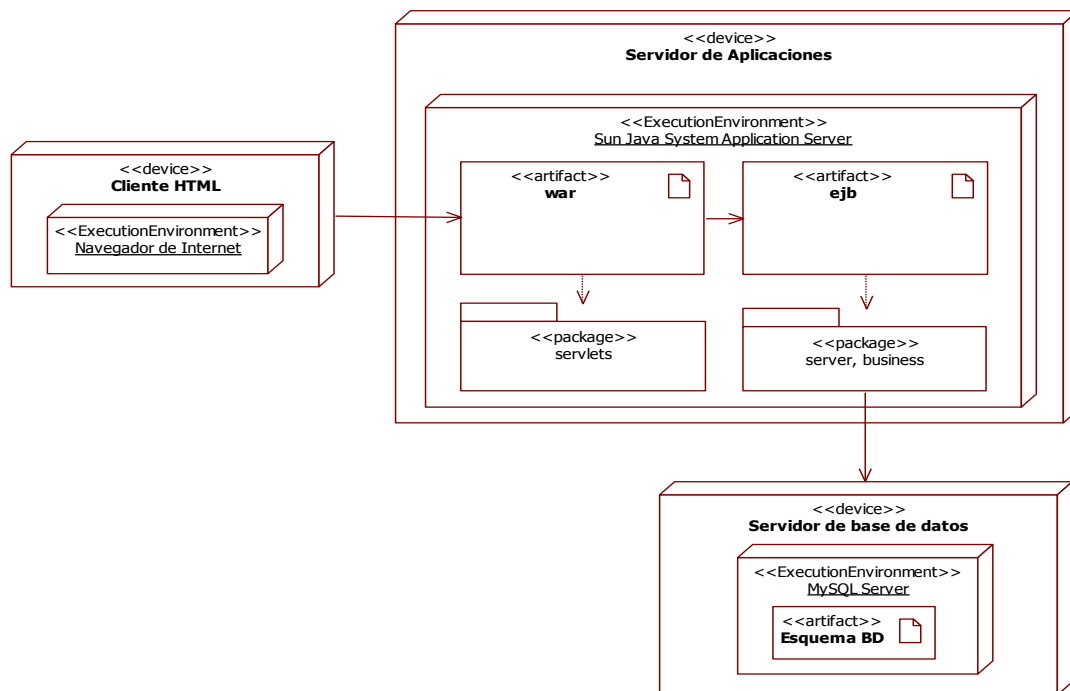 <<device>>
Servidor de Aplicaciones
<<ExecutionEnvironment>>
Sun Java System Application Server
<<device>>
Cliente HTML
<<ExecutionEnvironment>>
Navegador de Internet
<<artifact>>
war
<<artifact>>
ejb
<<package>>
servlets
<<package>>
server, business
<<device>>
Servidor de base de datos
<<ExecutionEnvironment>>
MySQL Server
<<artifact>>
Esquema BD